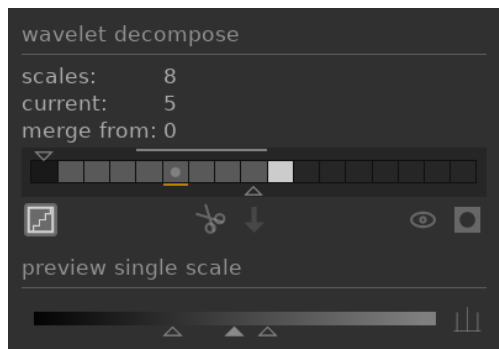 wavelet decompose
scales: 8
current: 5
merge from: 0
preview single scale